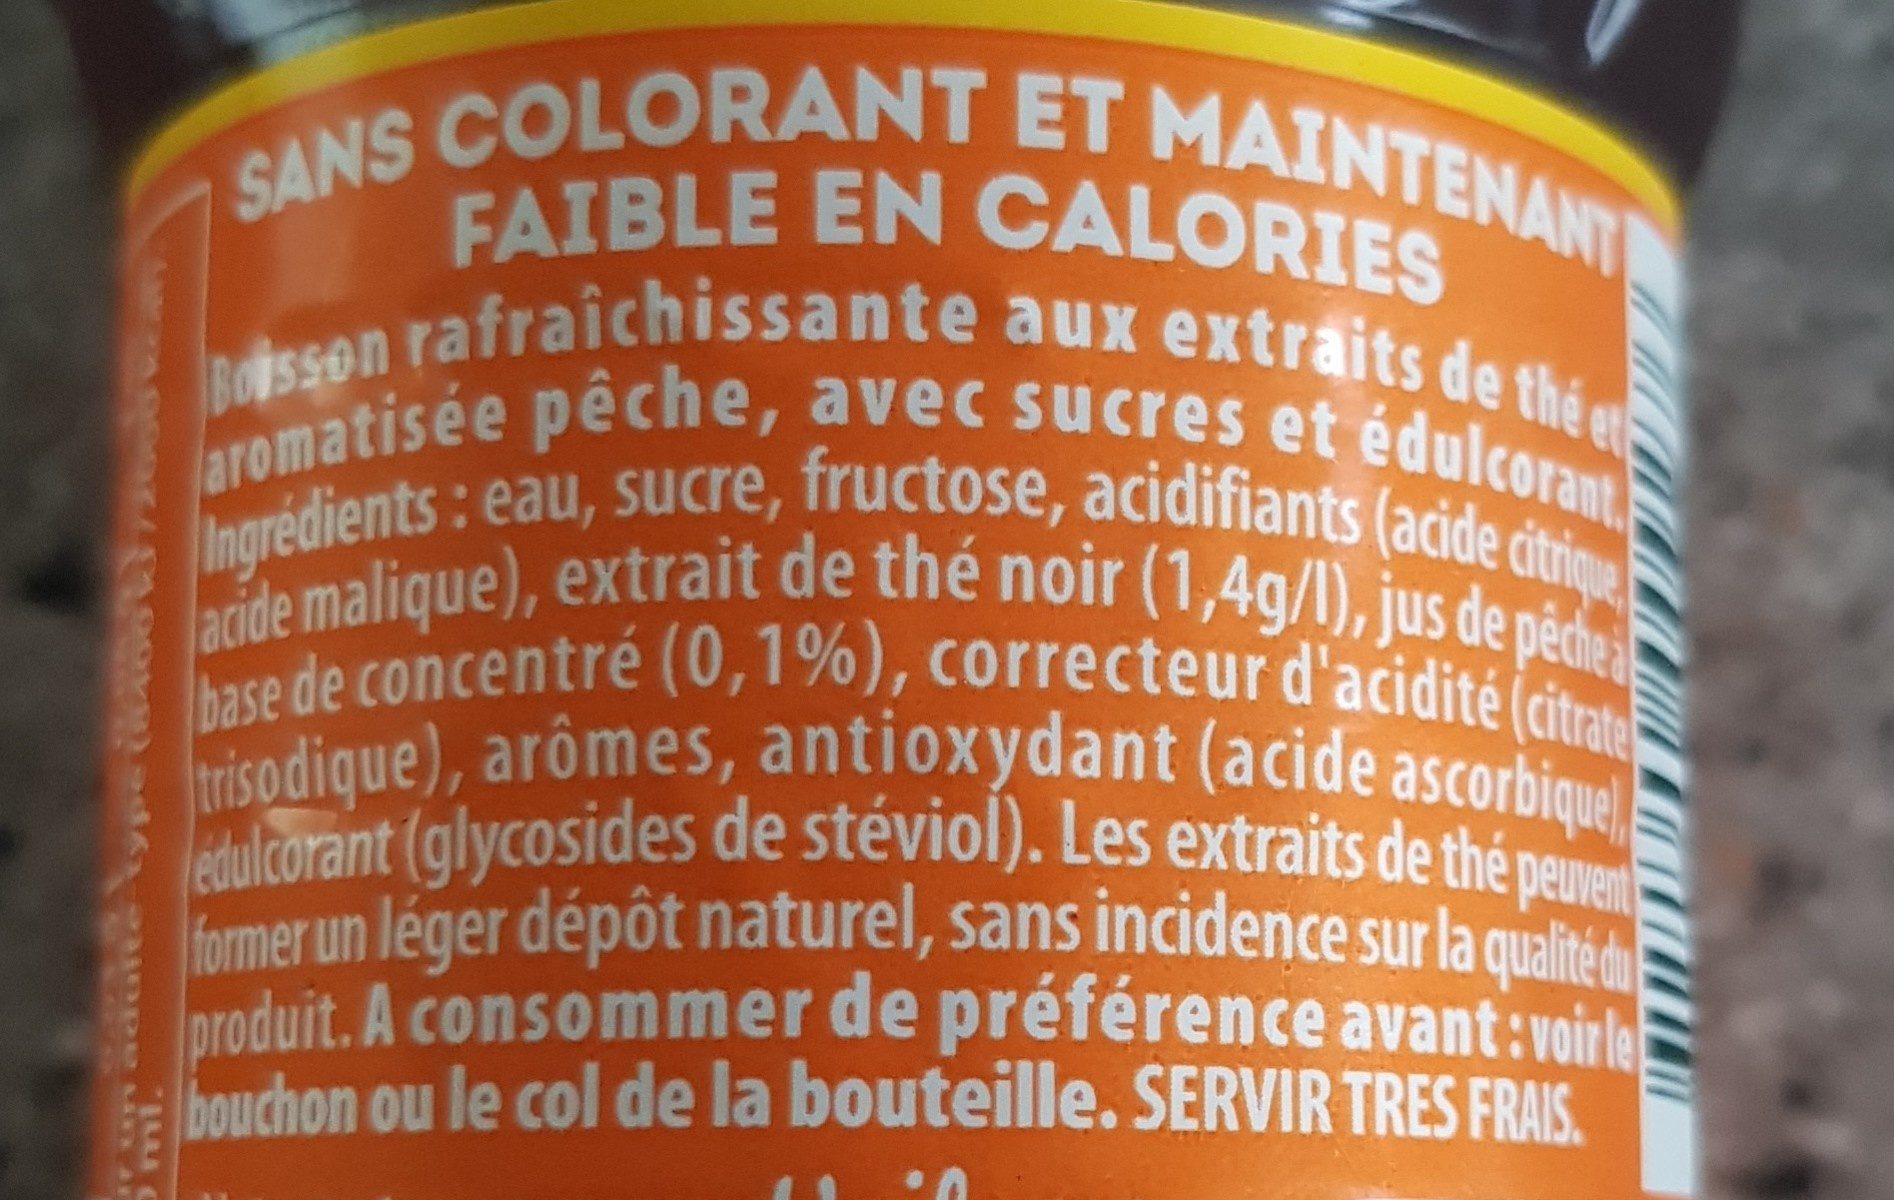 SANS COLORANT ET MAINTENANT
FAIBLE EN CALORIES
Boisson rafraîchissante aux extraits de thé et
aromatisée pêche, avec sucres et édulcorant.
Ingrédients : eau, sucre, fructose, acidifiants (acide citrique,
acide malique), extrait de thé noir (1,4g/l), jus de pêche à
base de concentré (0,1%), correcteur d'acidité (citrate
trisodique), arômes, antioxydant (acide ascorbique),
édulcorant (glycosides de stéviol). Les extraits de thé peuvent
former un léger dépôt naturel, sans incidence sur la qualité du
produit. A consommer de préférence avant : voir le
bouchon ou le col de la bouteille. SERVIR TRES FRAIS.